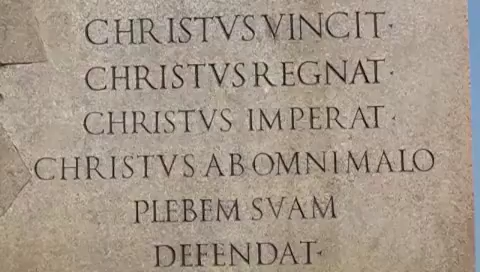 CHRISTVS VINCIT·
CHRISTVS REGNAT·
CHRISTVS IMPERAT·
CHRISTVS AB OMNI MALO
PLEBEM SVAM
DEFENDAT·